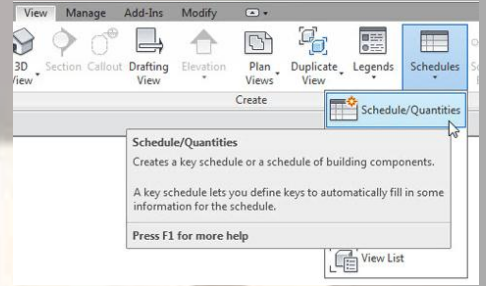 View Manage Add-Ins Modify
3D View Section Callout Drafting View Elevation Plan Views Duplicate View Legends Schedules
Create
Schedule/Quantities
Schedule/Quantities
Creates a key schedule or a schedule of building components.
A key schedule lets you define keys to automatically fill in some
information for the schedule.
Press F1 for more help
View List